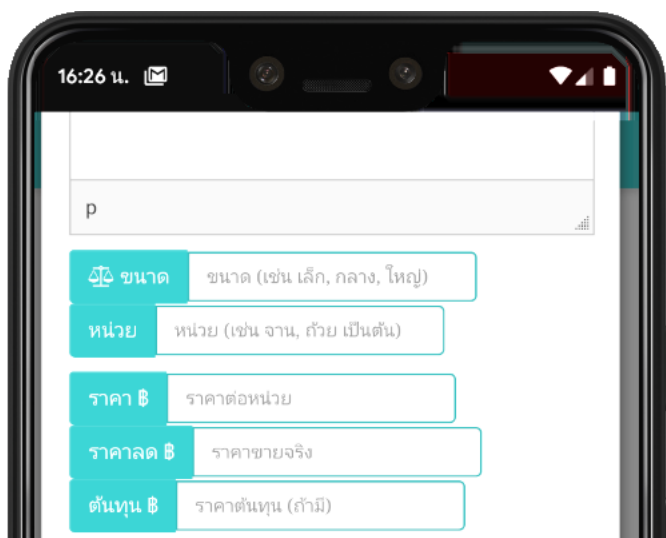 16:26 น.
p
ขนาด ขนาด (เช่น เล็ก, กลาง, ใหญ่)
หน่วย หน่วย (เช่น จาน, ถ้วย เป็นต้น)
ราคา ฿ ราคาต่อหน่วย
ราคาลด ฿ ราคาขายจริง
ต้นทุน ฿ ราคาต้นทุน (ถ้ามี)